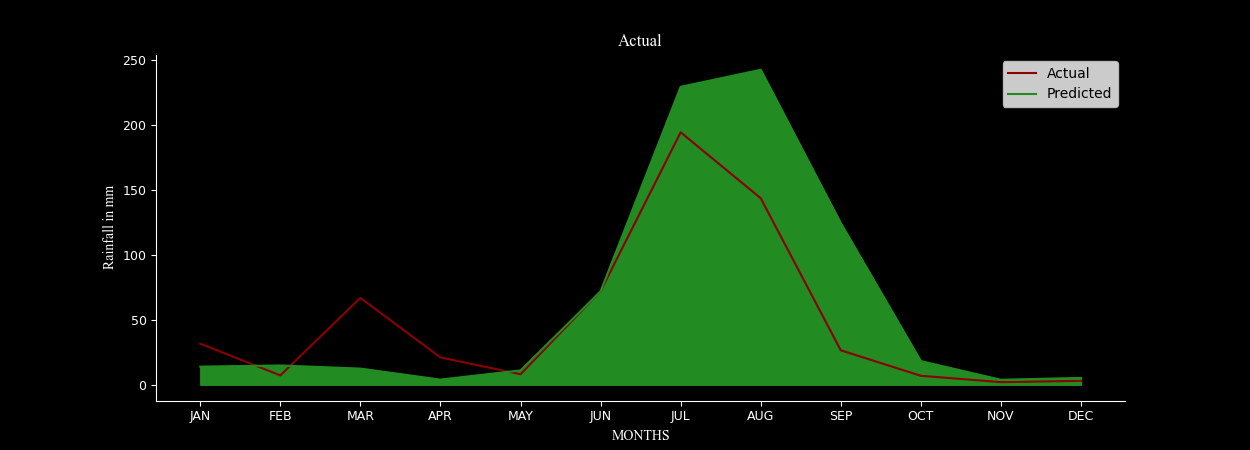 Actual
250
200
150
100
50
0
Rainfall in mm
Actual
Predicted
JAN FEB MAR APR MAY JUN JUL AUG SEP OCT NOV DEC
MONTHS